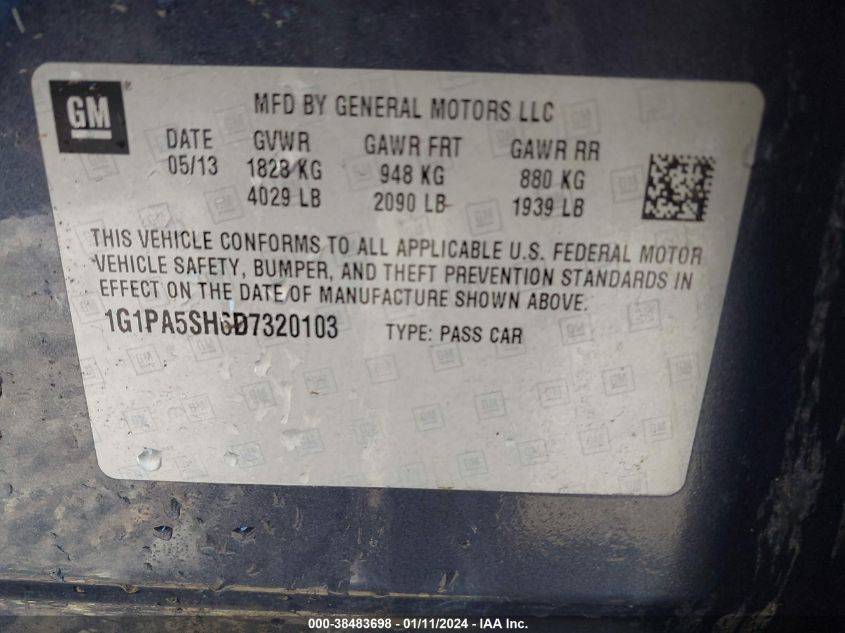 GM ®
MFD BY GENERAL MOTORS LLC
DATE GVWR GAWR FRT GAWR RR
05/13 1828 KG 948 KG 880 KG
4029 LB 2090 LB 1939 LB
THIS VEHICLE CONFORMS TO ALL APPLICABLE U.S. FEDERAL MOTOR
VEHICLE SAFETY, BUMPER, AND THEFT PREVENTION STANDARDS IN
EFFECT ON THE DATE OF MANUFACTURE SHOWN ABOVE.
1G1PA5SH6D7320103 TYPE: PASS CAR
000-38483698 - 01/11/2024 - IAA Inc.